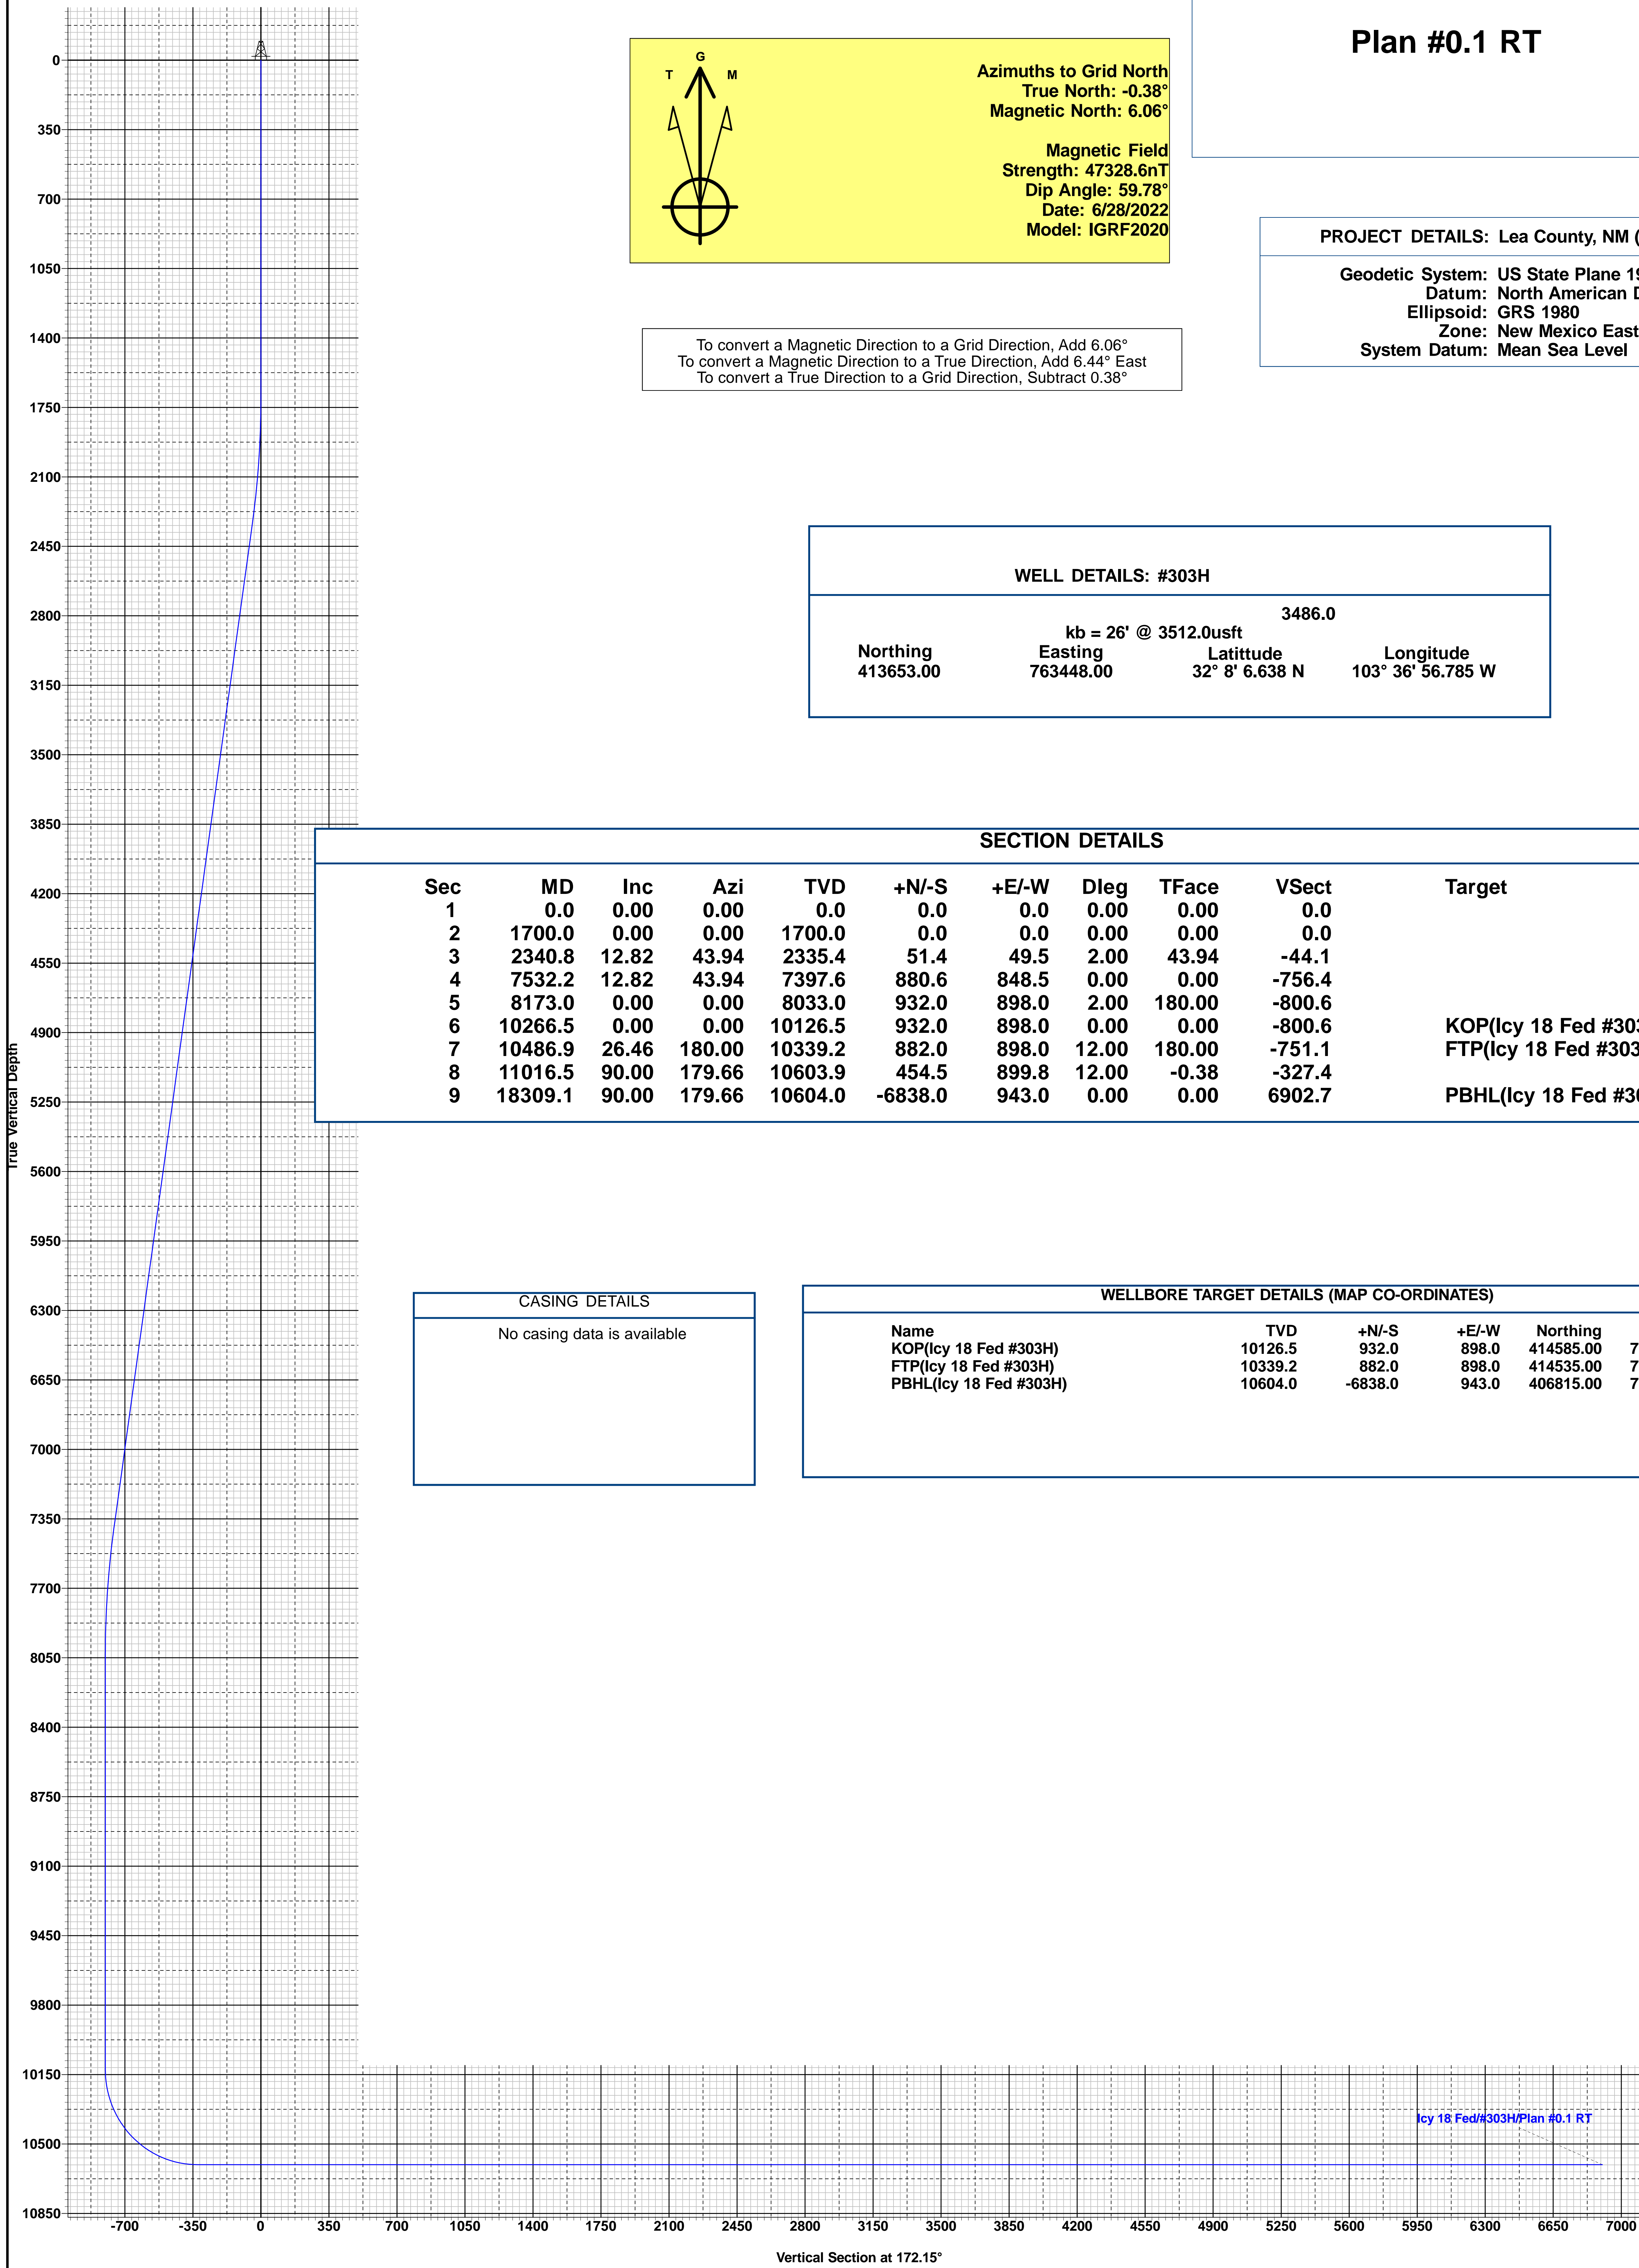 Plan #0.1 RT
G
T M
Azimuths to Grid North
True North: -0.38°
Magnetic North: 6.06°
Magnetic Field
Strength: 47328.6nT
Dip Angle: 59.78°
Date: 6/28/2022
Model: IGRF2020
PROJECT DETAILS: Lea County, NM (
Geodetic System: US State Plane 19
Datum: North American D
Ellipsoid: GRS 1980
Zone: New Mexico East
System Datum: Mean Sea Level
To convert a Magnetic Direction to a Grid Direction, Add 6.06°
To convert a Magnetic Direction to a True Direction, Add 6.44° East
To convert a True Direction to a Grid Direction, Subtract 0.38°
WELL DETAILS: #303H
3486.0
kb = 26' @ 3512.0usft
Northing Easting Latittude Longitude
413653.00 763448.00 32° 8' 6.638 N 103° 36' 56.785 W
SECTION DETAILS
Sec MD Inc Azi TVD +N/-S +E/-W Dleg TFace VSect Target
1 0.0 0.00 0.00 0.0 0.0 0.0 0.00 0.00 0.0
2 1700.0 0.00 0.00 1700.0 0.0 0.0 0.00 0.00 0.0
3 2340.8 12.82 43.94 2335.4 51.4 49.5 2.00 43.94 -44.1
4 7532.2 12.82 43.94 7397.6 880.6 848.5 0.00 0.00 -756.4
5 8173.0 0.00 0.00 8033.0 932.0 898.0 2.00 180.00 -800.6
6 10266.5 0.00 0.00 10126.5 932.0 898.0 0.00 0.00 -800.6 KOP(Icy 18 Fed #303
7 10486.9 26.46 180.00 10339.2 882.0 898.0 12.00 180.00 -751.1 FTP(Icy 18 Fed #303
8 11016.5 90.00 179.66 10603.9 454.5 899.8 12.00 -0.38 -327.4
9 18309.1 90.00 179.66 10604.0 -6838.0 943.0 0.00 0.00 6902.7 PBHL(Icy 18 Fed #30
CASING DETAILS
No casing data is available
WELLBORE TARGET DETAILS (MAP CO-ORDINATES)
Name TVD +N/-S +E/-W Northing
KOP(Icy 18 Fed #303H) 10126.5 932.0 898.0 414585.00 7
FTP(Icy 18 Fed #303H) 10339.2 882.0 898.0 414535.00 7
PBHL(Icy 18 Fed #303H) 10604.0 -6838.0 943.0 406815.00 7
True Vertical Depth
0
350
700
1050
1400
1750
2100
2450
2800
3150
3500
3850
4200
4550
4900
5250
5600
5950
6300
6650
7000
7350
7700
8050
8400
8750
9100
9450
9800
10150
10500
10850
Icy 18 Fed/#303H/Plan #0.1 RT
-700 -350 0 350 700 1050 1400 1750 2100 2450 2800 3150 3500 3850 4200 4550 4900 5250 5600 5950 6300 6650 7000
Vertical Section at 172.15°